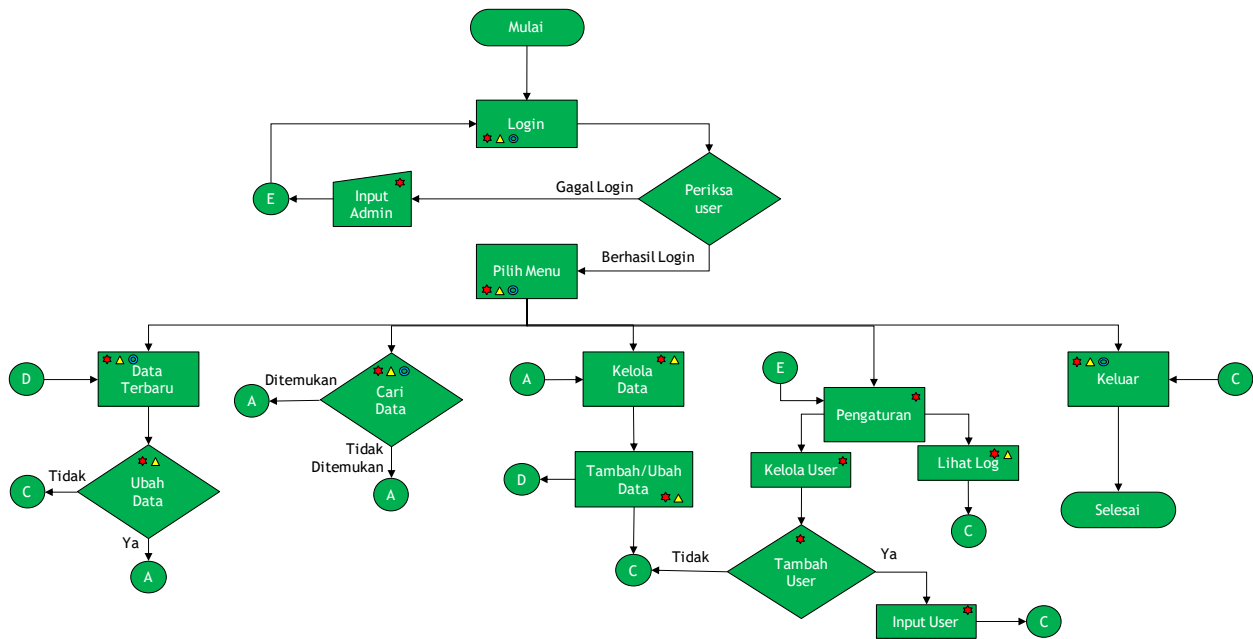 Mulai
Login
Gagal Login
Periksa
user
E
Input
Admin
Berhasil Login
Pilih Menu
D
Data
Terbaru
Ditemukan
A
Cari
Data
Tidak
Ditemukan
A
A
Kelola
Data
E
Pengaturan
Keluar
C
Tidak
C
Ubah
Data
Ya
A
D
Tambah/Ubah
Data
Kelola User
Lihat Log
C
Selesai
C
Tidak
Tambah
User
Ya
Input User
C